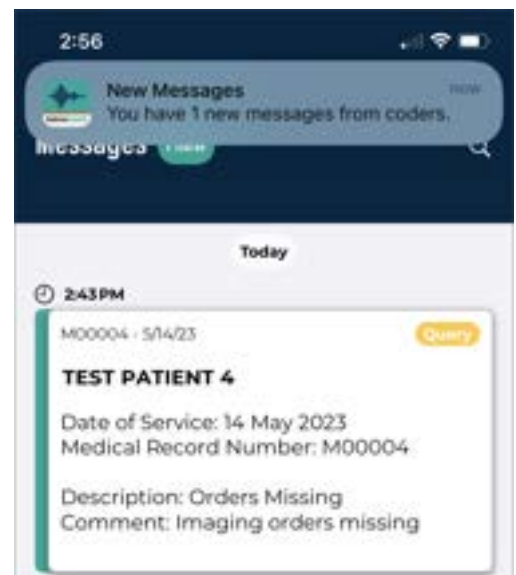 2:56
New Messages
now
You have 1 new messages from coders.
Messages
Today
2:43 PM
M00004 - 5/14/23
Query
TEST PATIENT 4
Date of Service: 14 May 2023
Medical Record Number: M00004
Description: Orders Missing
Comment: Imaging orders missing